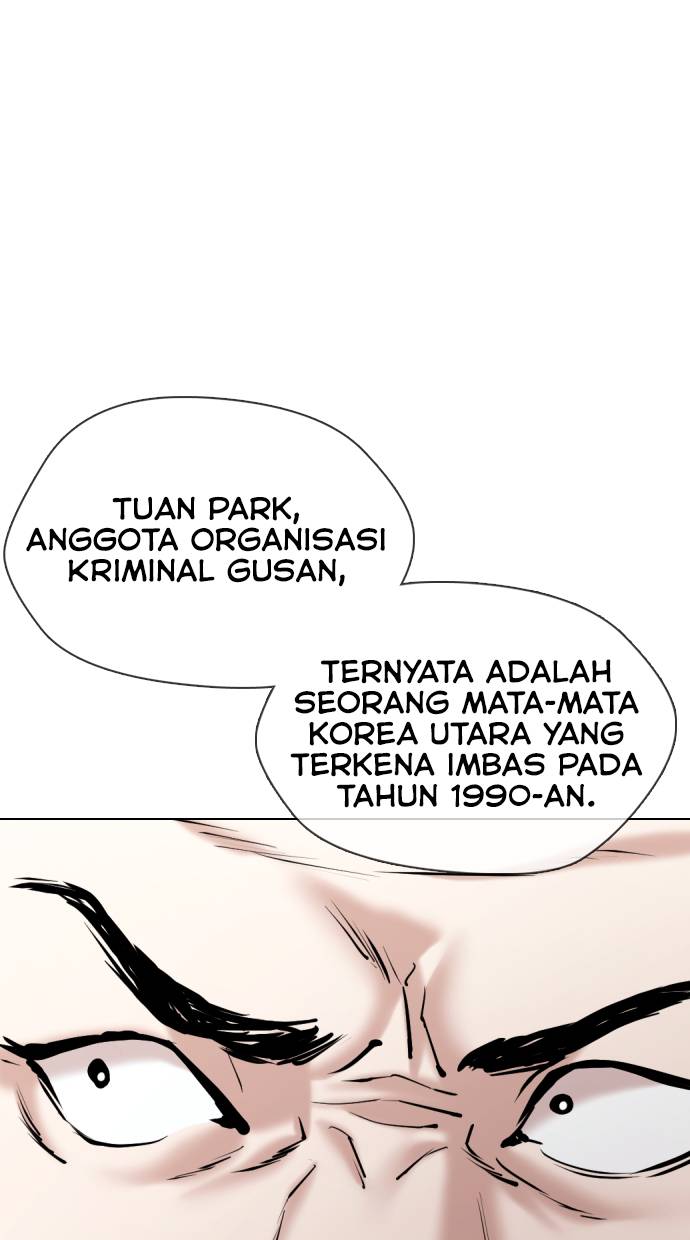 TUAN PARK,
ANGGOTA ORGANISASI
KRIMINAL GUSAN,
TERNYATA ADALAH
SEORANG MATA-MATA
KOREA UTARA YANG
TERKENA IMBAS PADA
TAHUN 1990-AN.